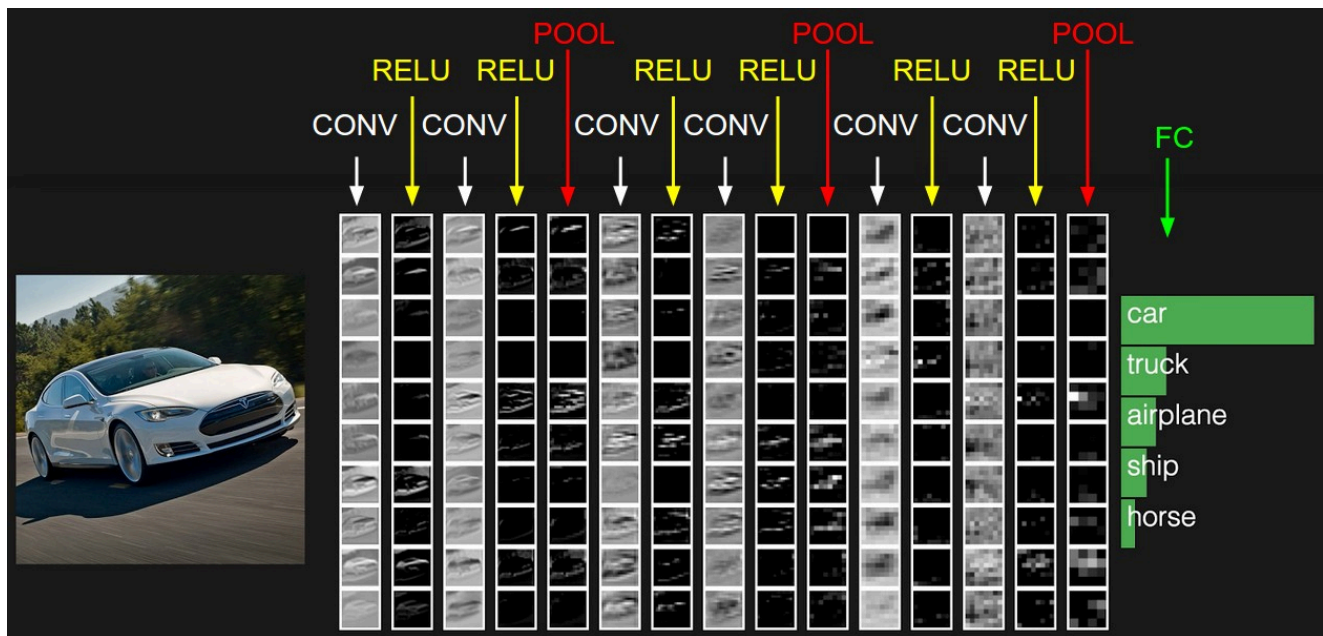 POOL POOL POOL
RELU RELU RELU RELU RELU RELU
CONV CONV CONV CONV CONV CONV
FC
car
truck
airplane
ship
horse